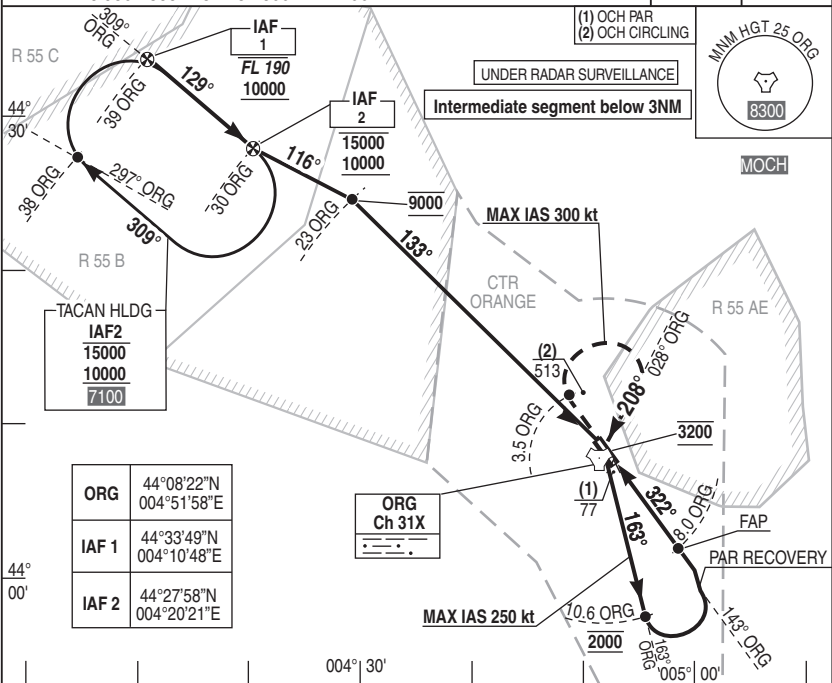 (1) OCH PAR
(2) OCH CIRCLING
MNM HGT 25 ORG
8300
MOCH
UNDER RADAR SURVEILLANCE
Intermediate segment below 3NM
309°
ORG
R 55 C
IAF
1
FL 190
10000
129°
39 ORG
IAF
2
15000
10000
44°
30'
116°
38 ORG
297° ORG
30 ORG
309°
23 ORG
9000
133°
MAX IAS 300 kt
R 55 B
CTR
ORANGE
R 55 AE
TACAN HLDG
IAF2
15000
10000
7100
028° ORG
208°
(2)
513
3.5 ORG
3200
(1)
77
322°
163°
8.0 ORG
FAP
PAR RECOVERY
ORG
Ch 31X
ORG 44°08'22"N
004°51'58"E
IAF 1 44°33'49"N
004°10'48"E
IAF 2 44°27'58"N
004°20'21"E
44°
00'
MAX IAS 250 kt
10.6 ORG
2000
163°
ORG
143° ORG
004° 30'
005° 00'